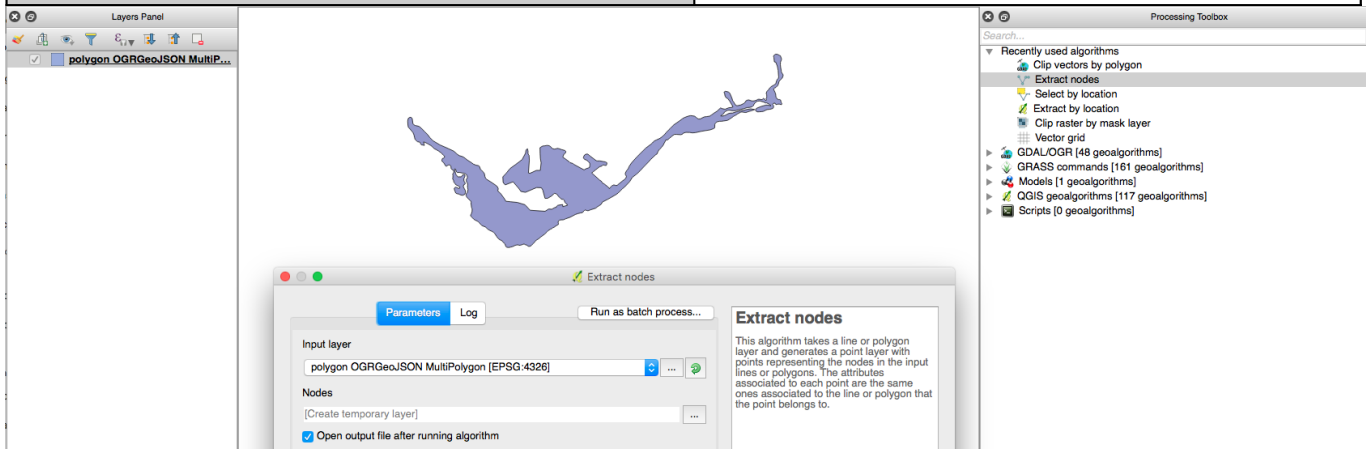 Layers Panel
polygon OGRGeoJSON MultiP...
Processing Toolbox
Search...
Recently used algorithms
Clip vectors by polygon
Extract nodes
Select by location
Extract by location
Clip raster by mask layer
Vector grid
GDAL/OGR [48 geoalgorithms]
GRASS commands [161 geoalgorithms]
Models [1 geoalgorithms]
QGIS geoalgorithms [117 geoalgorithms]
Scripts [0 geoalgorithms]
Extract nodes
Parameters Log Run as batch process...
Input layer
polygon OGRGeoJSON MultiPolygon [EPSG:4326] ...
Nodes
[Create temporary layer] ...
Open output file after running algorithm
Extract nodes
This algorithm takes a line or polygon
layer and generates a point layer with
points representing the nodes in the input
lines or polygons. The attributes
associated to each point are the same
ones associated to the line or polygon that
the point belongs to.